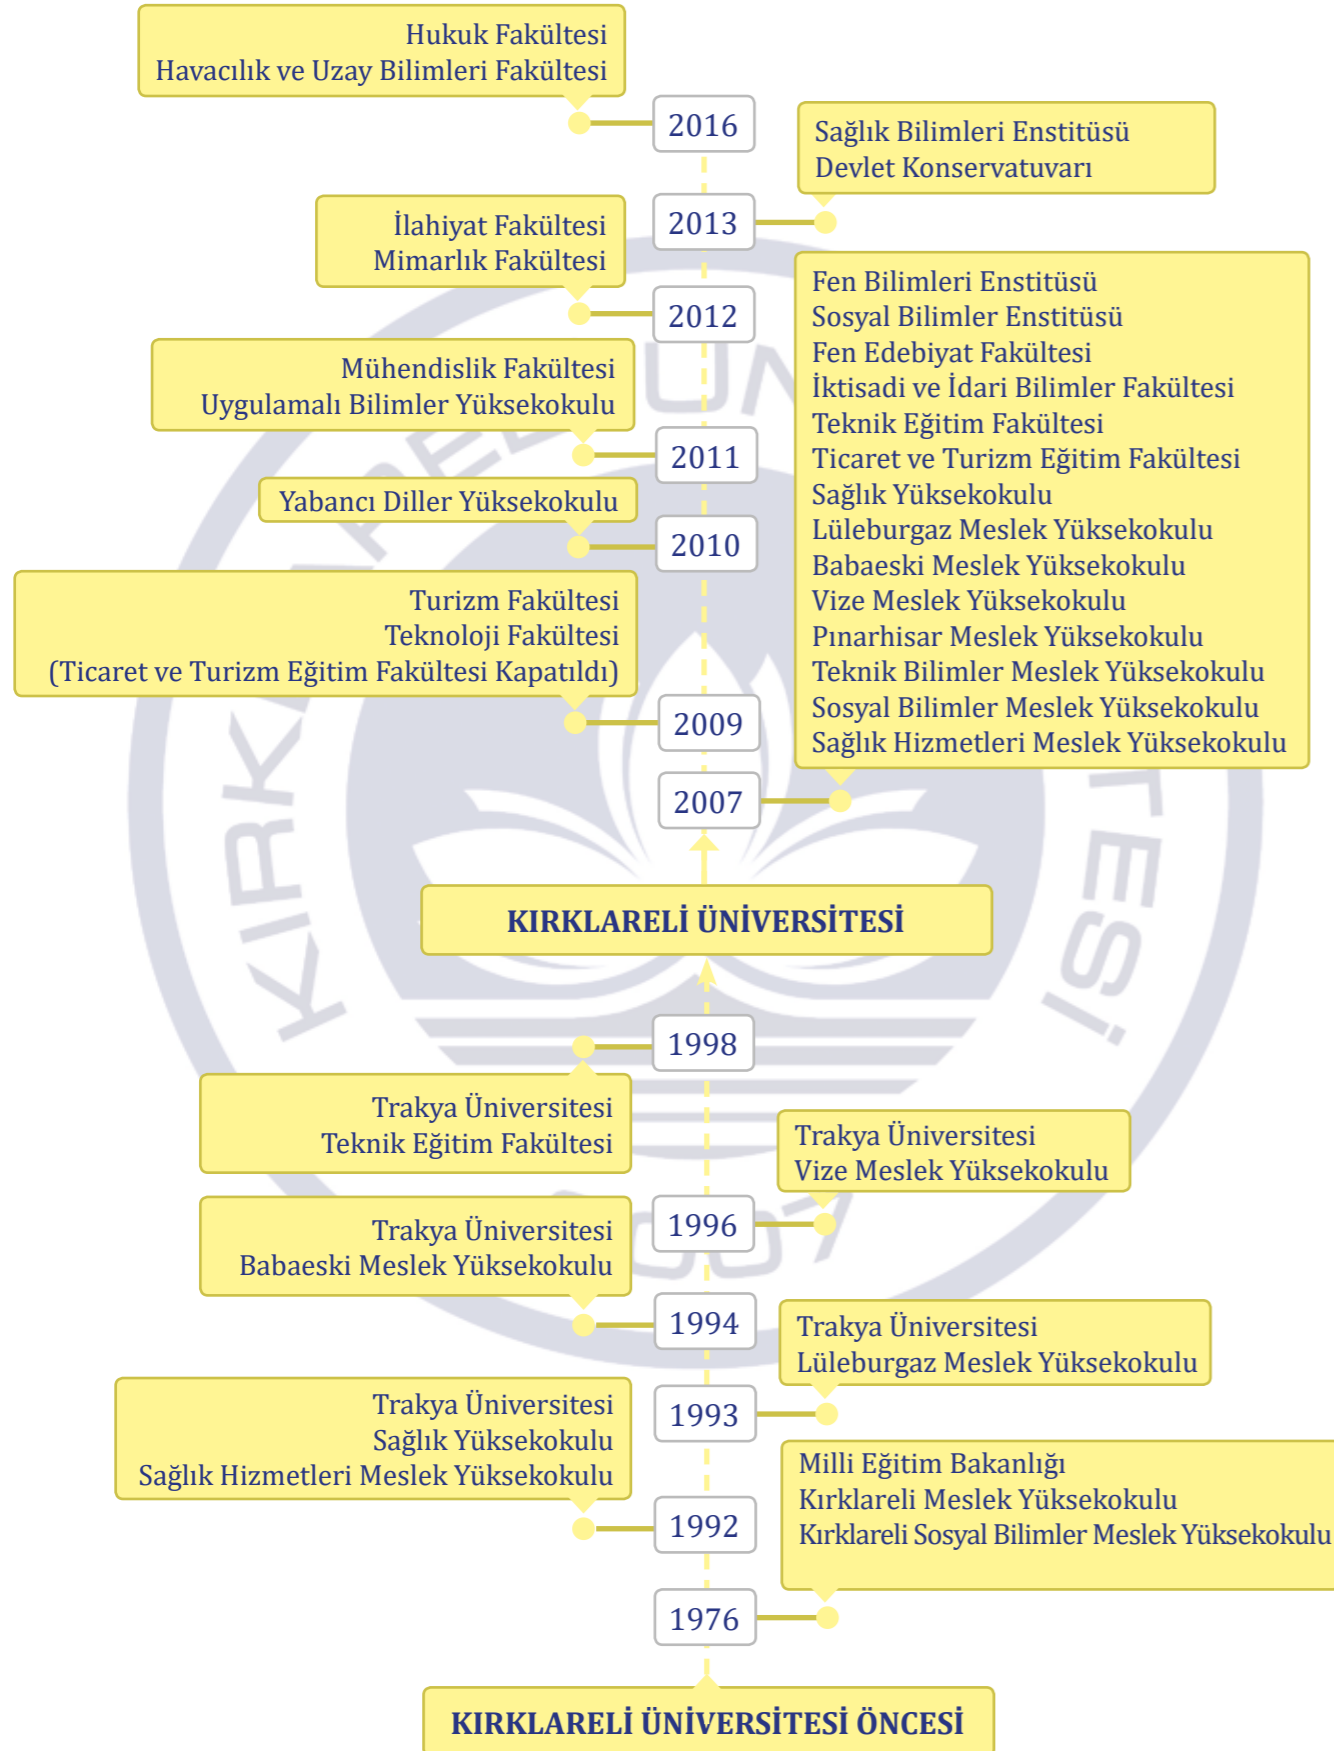 Hukuk Fakültesi
Havacılık ve Uzay Bilimleri Fakültesi
2016
Sağlık Bilimleri Enstitüsü
Devlet Konservatuvarı
2013
İlahiyat Fakültesi
Mimarlık Fakültesi
2012
Mühendislik Fakültesi
Uygulamalı Bilimler Yüksekokulu
2011
Yabancı Diller Yüksekokulu
2010
Turizm Fakültesi
Teknoloji Fakültesi
(Ticaret ve Turizm Eğitim Fakültesi Kapatıldı)
2009
Fen Bilimleri Enstitüsü
Sosyal Bilimler Enstitüsü
Fen Edebiyat Fakültesi
İktisadi ve İdari Bilimler Fakültesi
Teknik Eğitim Fakültesi
Ticaret ve Turizm Eğitim Fakültesi
Sağlık Yüksekokulu
Lüleburgaz Meslek Yüksekokulu
Babaeski Meslek Yüksekokulu
Vize Meslek Yüksekokulu
Pınarhisar Meslek Yüksekokulu
Teknik Bilimler Meslek Yüksekokulu
Sosyal Bilimler Meslek Yüksekokulu
Sağlık Hizmetleri Meslek Yüksekokulu
2007
KIRKLARELİ ÜNİVERSİTESİ
1998
Trakya Üniversitesi
Teknik Eğitim Fakültesi
Trakya Üniversitesi
Vize Meslek Yüksekokulu
1996
Trakya Üniversitesi
Babaeski Meslek Yüksekokulu
1994
Trakya Üniversitesi
Lüleburgaz Meslek Yüksekokulu
1993
Trakya Üniversitesi
Sağlık Yüksekokulu
Sağlık Hizmetleri Meslek Yüksekokulu
1992
Milli Eğitim Bakanlığı
Kırklareli Meslek Yüksekokulu
Kırklareli Sosyal Bilimler Meslek Yüksekokulu
1976
KIRKLARELİ ÜNİVERSİTESİ ÖNCESİ